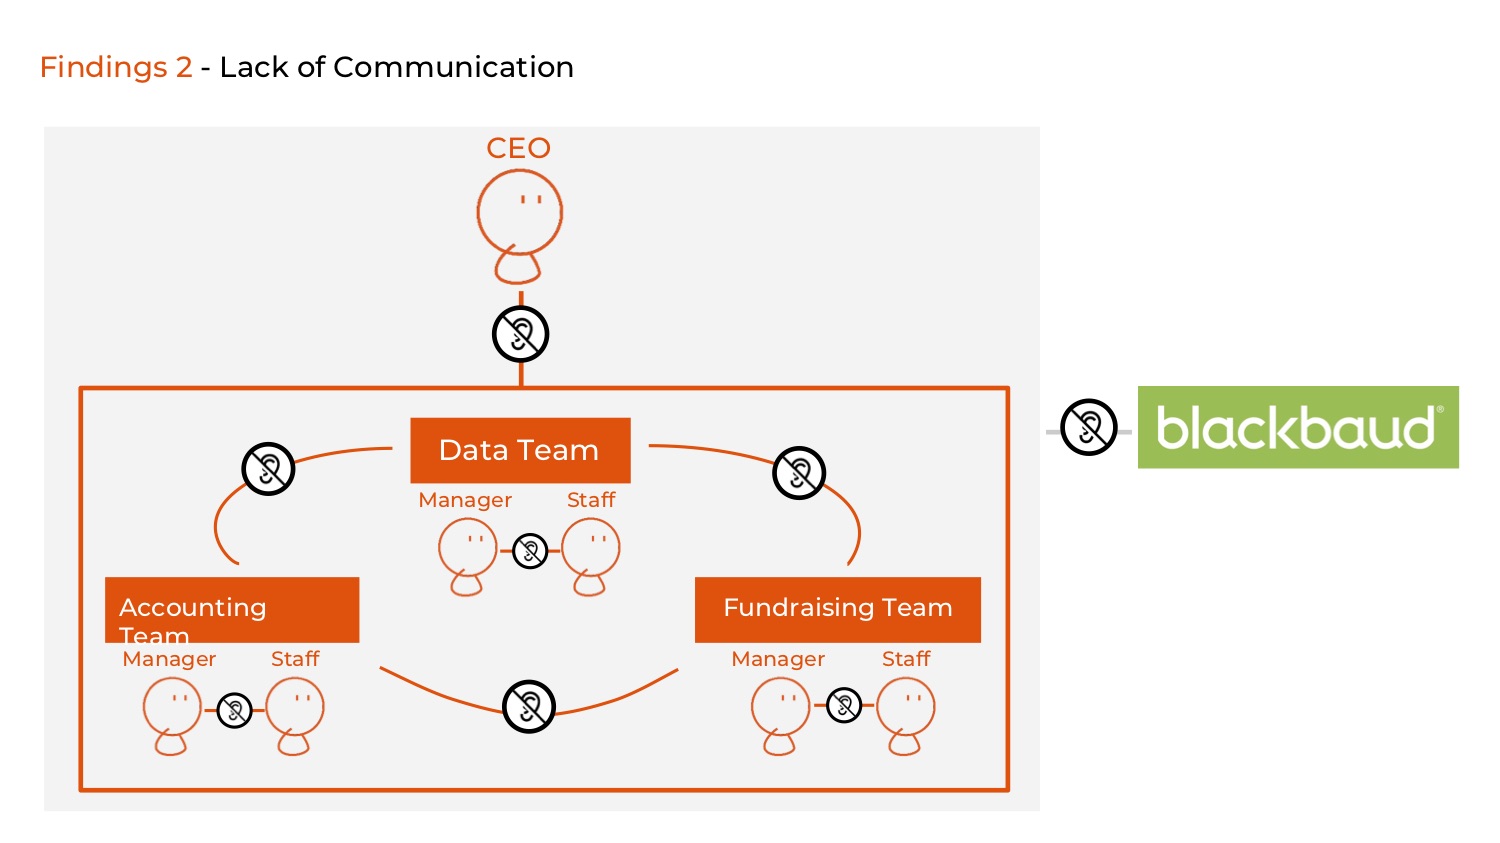 Findings 2 - Lack of Communication
CEO
Data Team
Manager Staff
blackbaud®
Accounting
Team
Manager Staff
Fundraising Team
Manager Staff